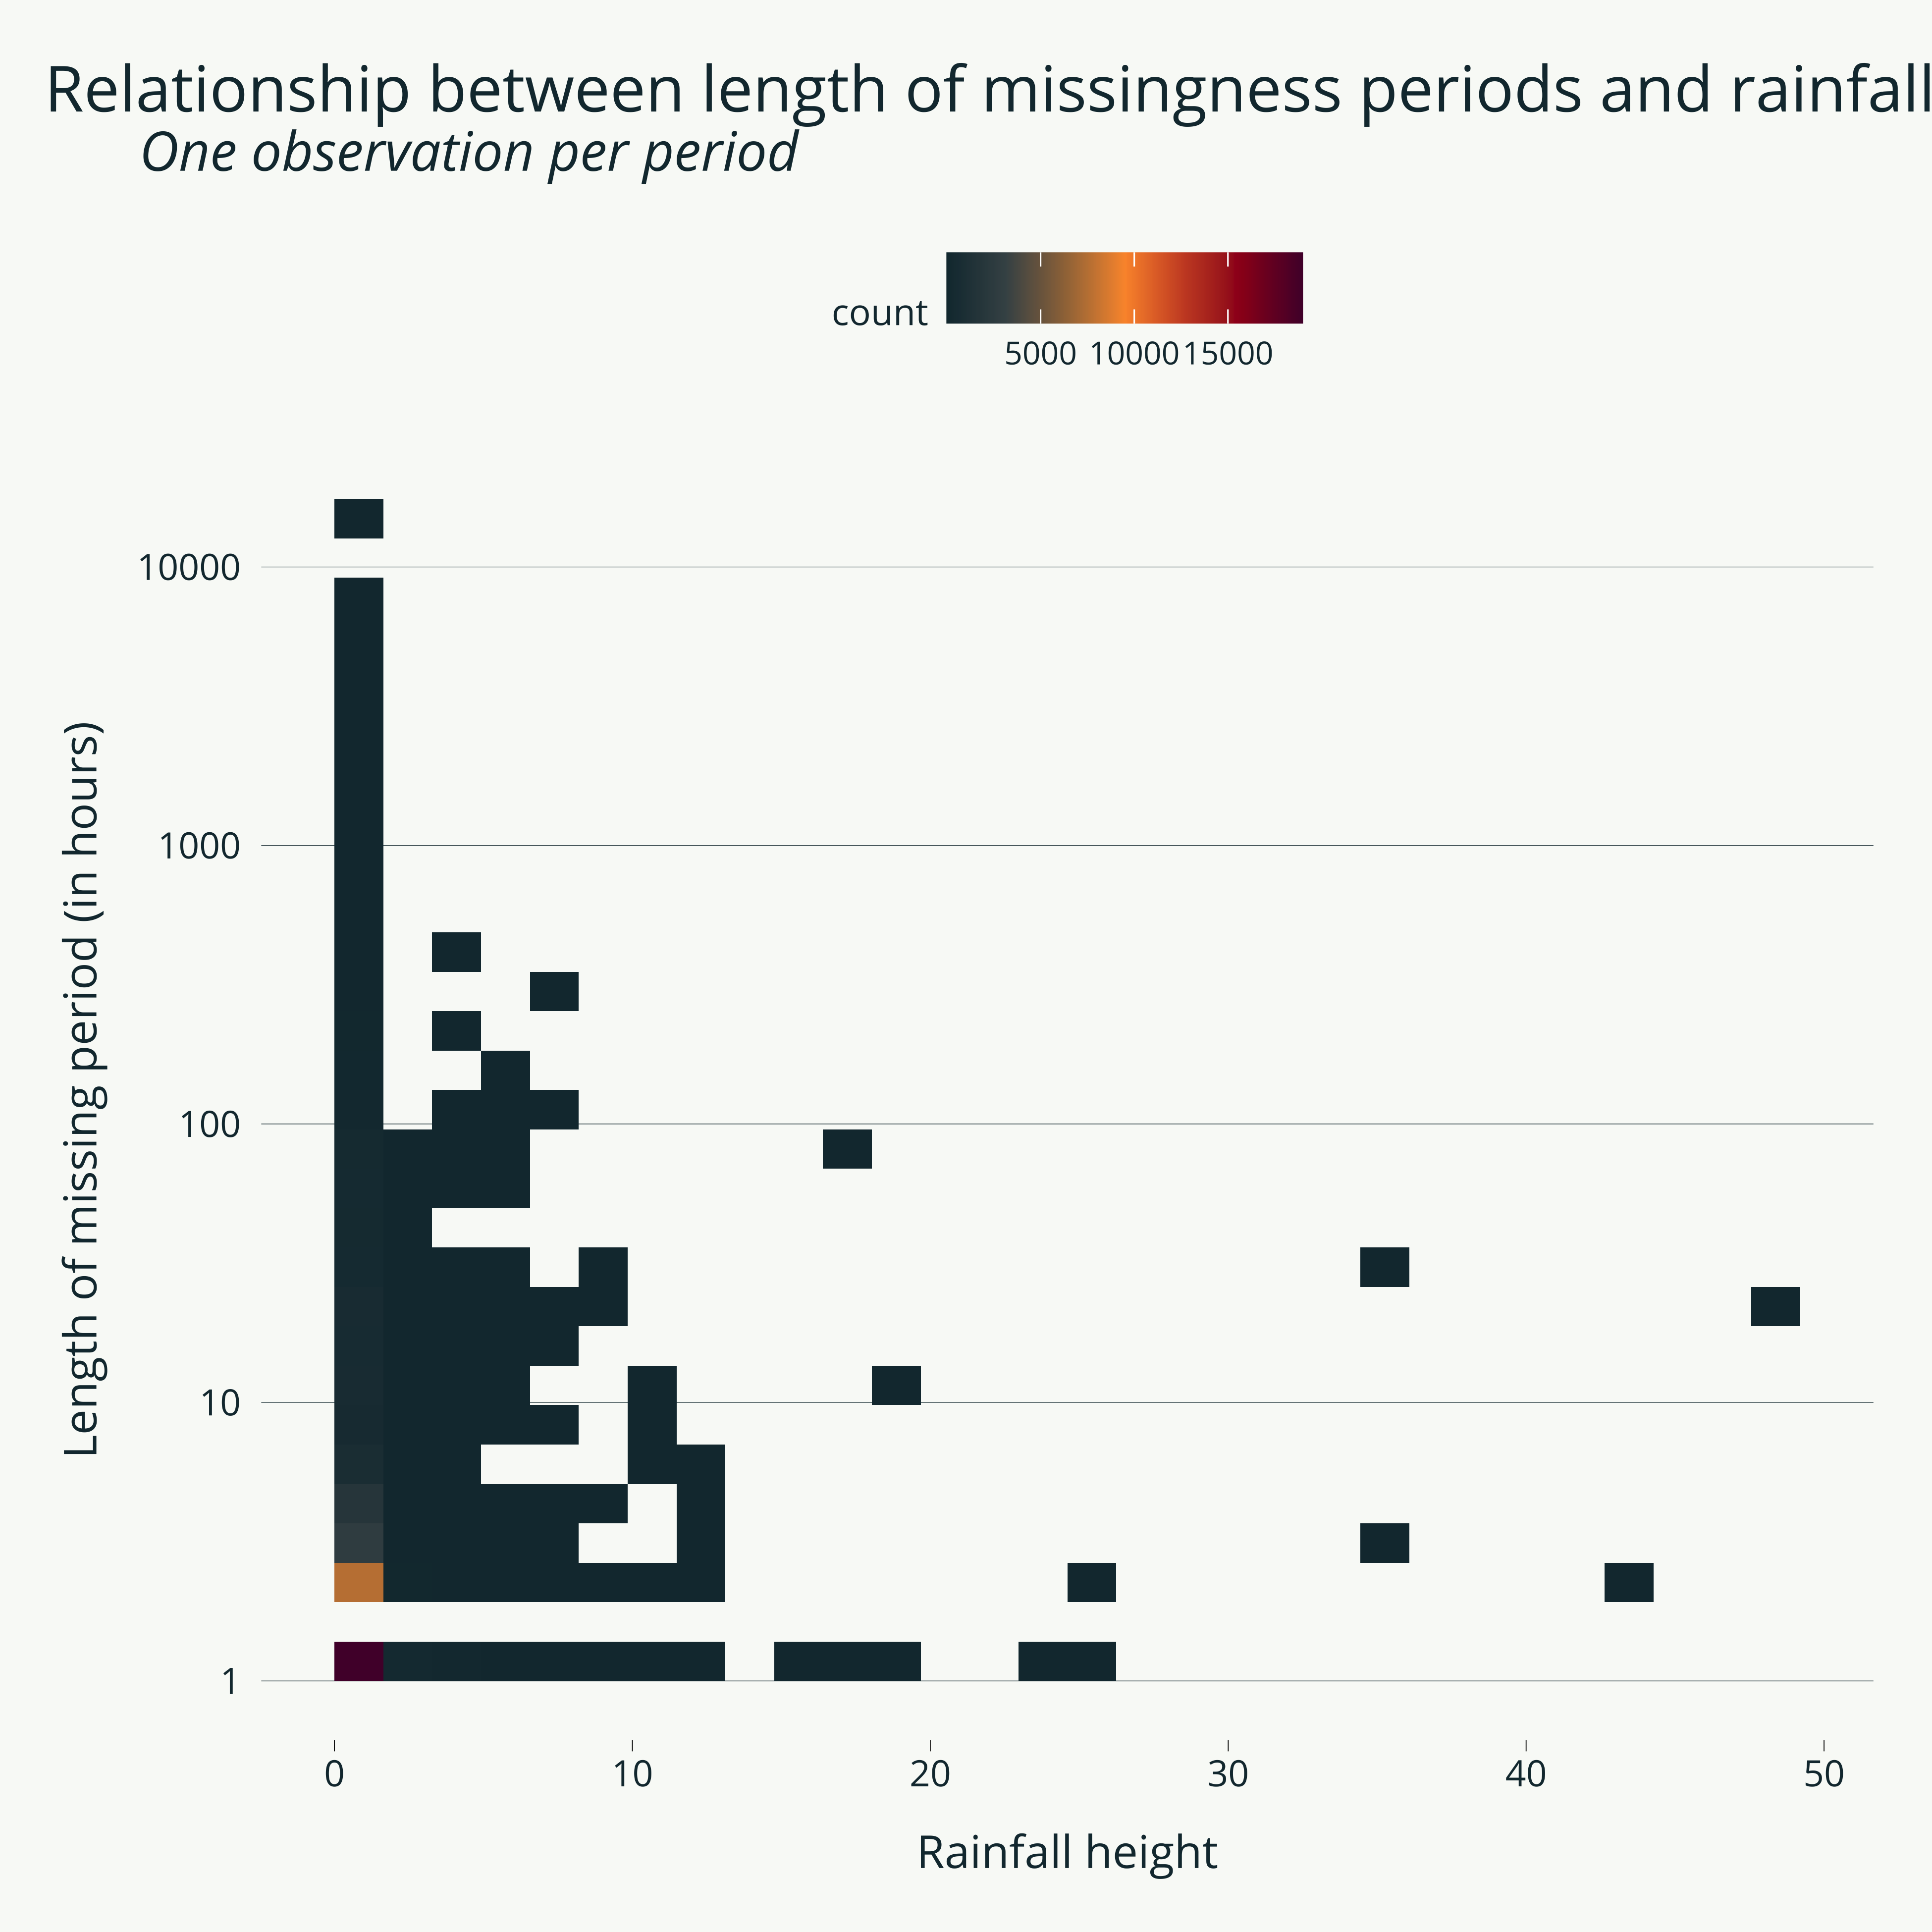 Relationship between length of missingness periods and rainfall
One observation per period
count
5000 10000 15000
Length of missing period (in hours)
10000
1000
100
10
1
0 10 20 30 40 50
Rainfall height